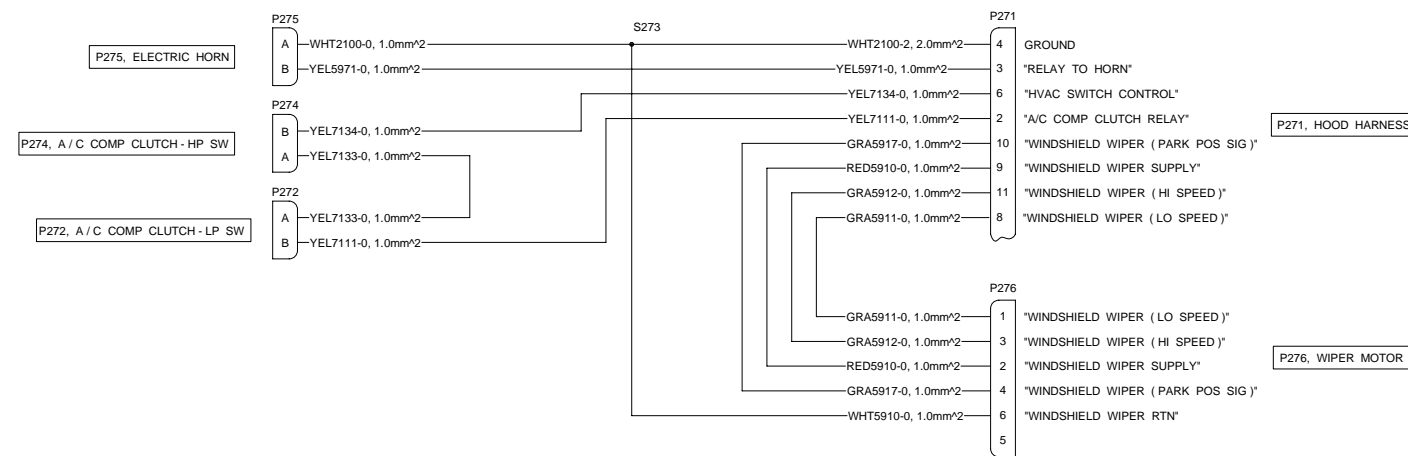 P275
S273
P271
A WHT2100-0, 1.0mm^2 WHT2100-2, 2.0mm^2 4 GROUND
P275, ELECTRIC HORN
B YEL5971-0, 1.0mm^2 YEL5971-0, 1.0mm^2 3 "RELAY TO HORN"
P274
YEL7134-0, 1.0mm^2 6 "HVAC SWITCH CONTROL"
B YEL7134-0, 1.0mm^2 YEL7111-0, 1.0mm^2 2 "A/C COMP CLUTCH RELAY"
P271, HOOD HARNESS
P274, A / C COMP CLUTCH - HP SW
A YEL7133-0, 1.0mm^2 GRA5917-0, 1.0mm^2 10 "WINDSHIELD WIPER ( PARK POS SIG )"
RED5910-0, 1.0mm^2 9 "WINDSHIELD WIPER SUPPLY"
P272
GRA5912-0, 1.0mm^2 11 "WINDSHIELD WIPER ( HI SPEED )"
A YEL7133-0, 1.0mm^2 GRA5911-0, 1.0mm^2 8 "WINDSHIELD WIPER ( LO SPEED )"
P272, A / C COMP CLUTCH - LP SW
B YEL7111-0, 1.0mm^2
P276
GRA5911-0, 1.0mm^2 1 "WINDSHIELD WIPER ( LO SPEED )"
GRA5912-0, 1.0mm^2 3 "WINDSHIELD WIPER ( HI SPEED )"
P276, WIPER MOTOR
RED5910-0, 1.0mm^2 2 "WINDSHIELD WIPER SUPPLY"
GRA5917-0, 1.0mm^2 4 "WINDSHIELD WIPER ( PARK POS SIG )"
WHT5910-0, 1.0mm^2 6 "WINDSHIELD WIPER RTN"
5